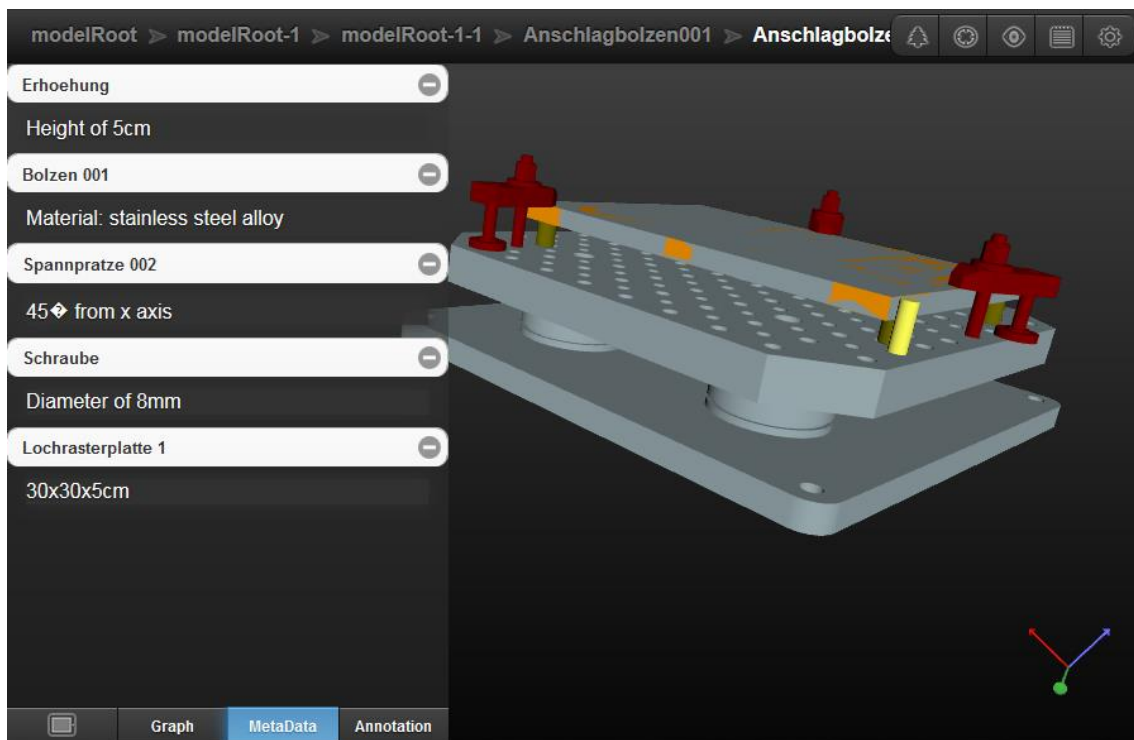 modelRoot > modelRoot-1 > modelRoot-1-1 > Anschlagbolzen001 > Anschlagbolze
Erhoehung
Height of 5cm
Bolzen 001
Material: stainless steel alloy
Spannpratze 002
45� from x axis
Schraube
Diameter of 8mm
Lochrasterplatte 1
30x30x5cm
Graph MetaData Annotation